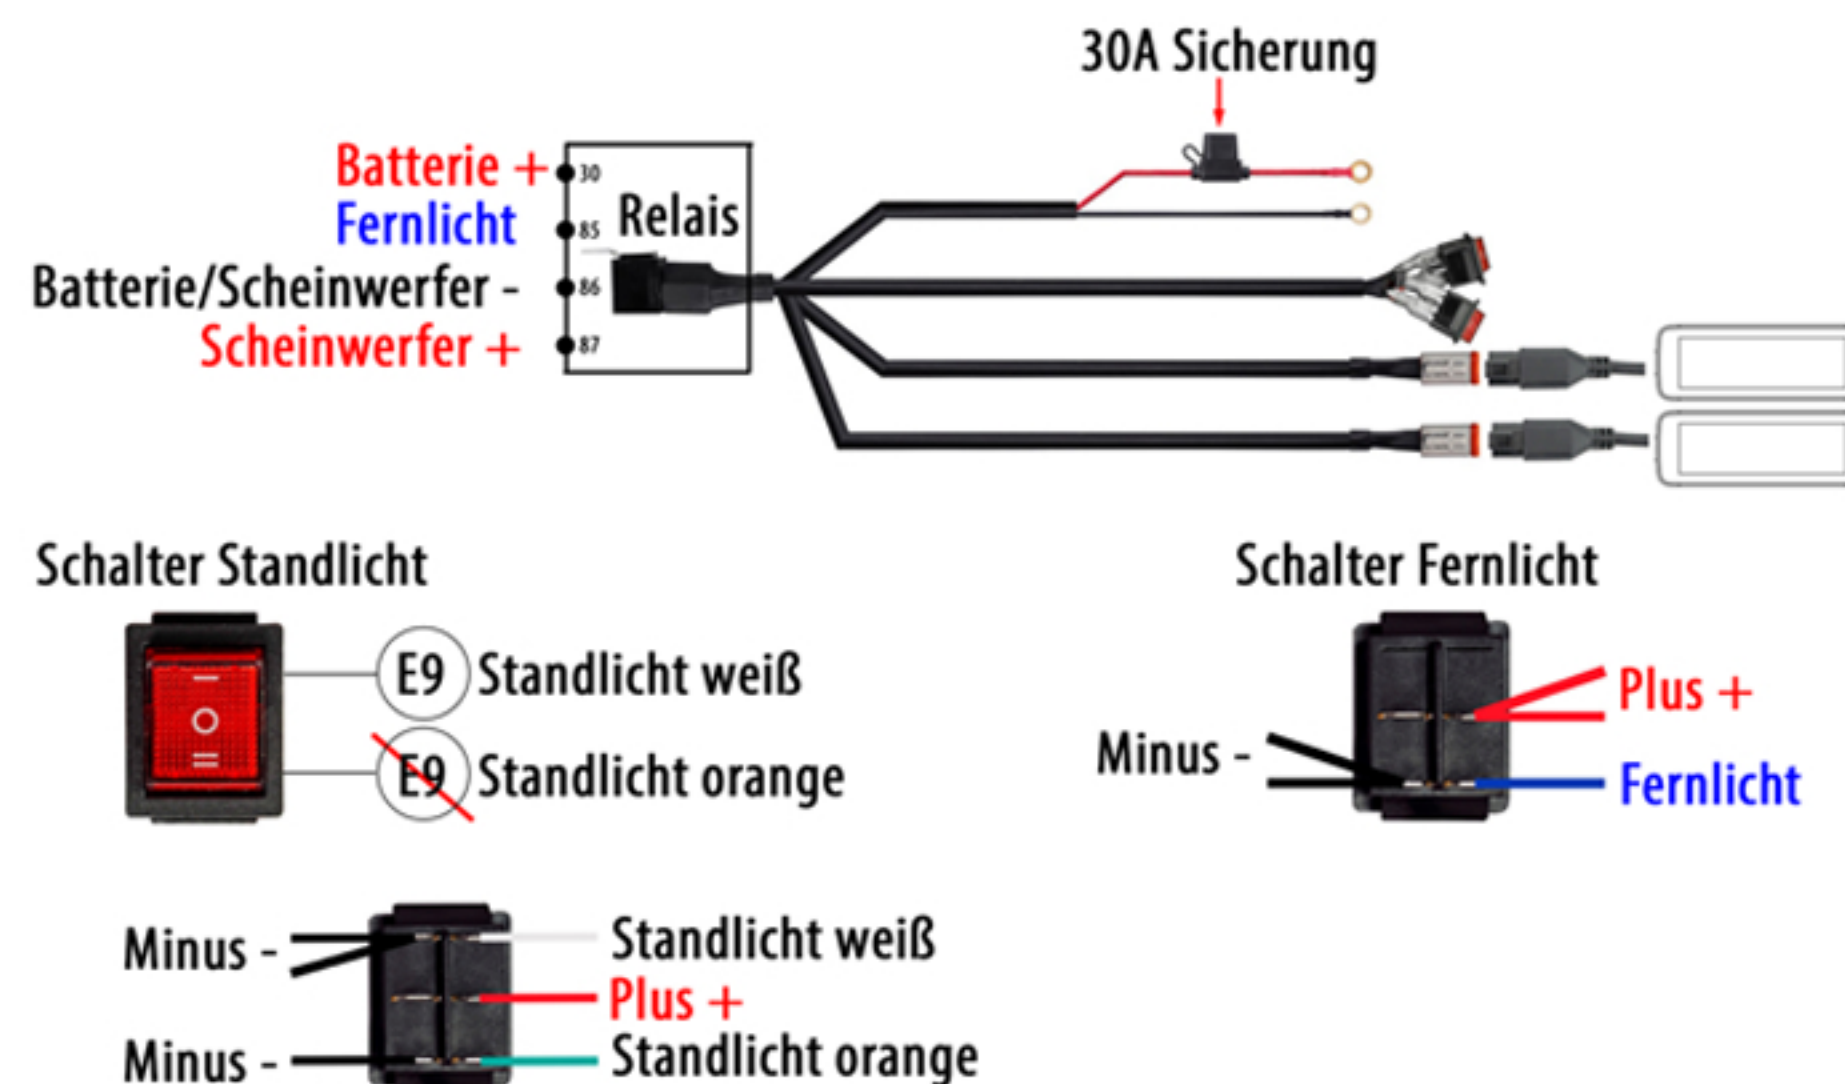 30A Sicherung
Batterie +
30
Fernlicht
85
Relais
Batterie/Scheinwerfer -
86
Scheinwerfer +
87
Schalter Standlicht
Schalter Fernlicht
E9 Standlicht weiß
E9 Standlicht orange
Plus +
Minus -
Fernlicht
Minus -
Standlicht weiß
Plus +
Minus -
Standlicht orange